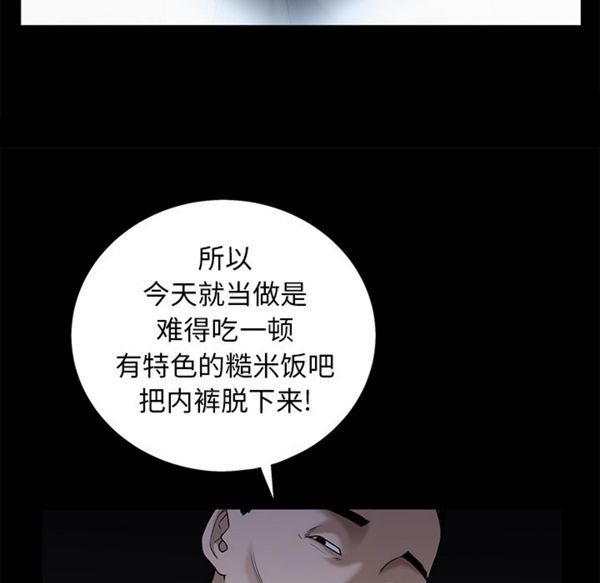 所以
今天就当做是
难得吃一顿
有特色的糙米饭吧
把内裤脱下来!